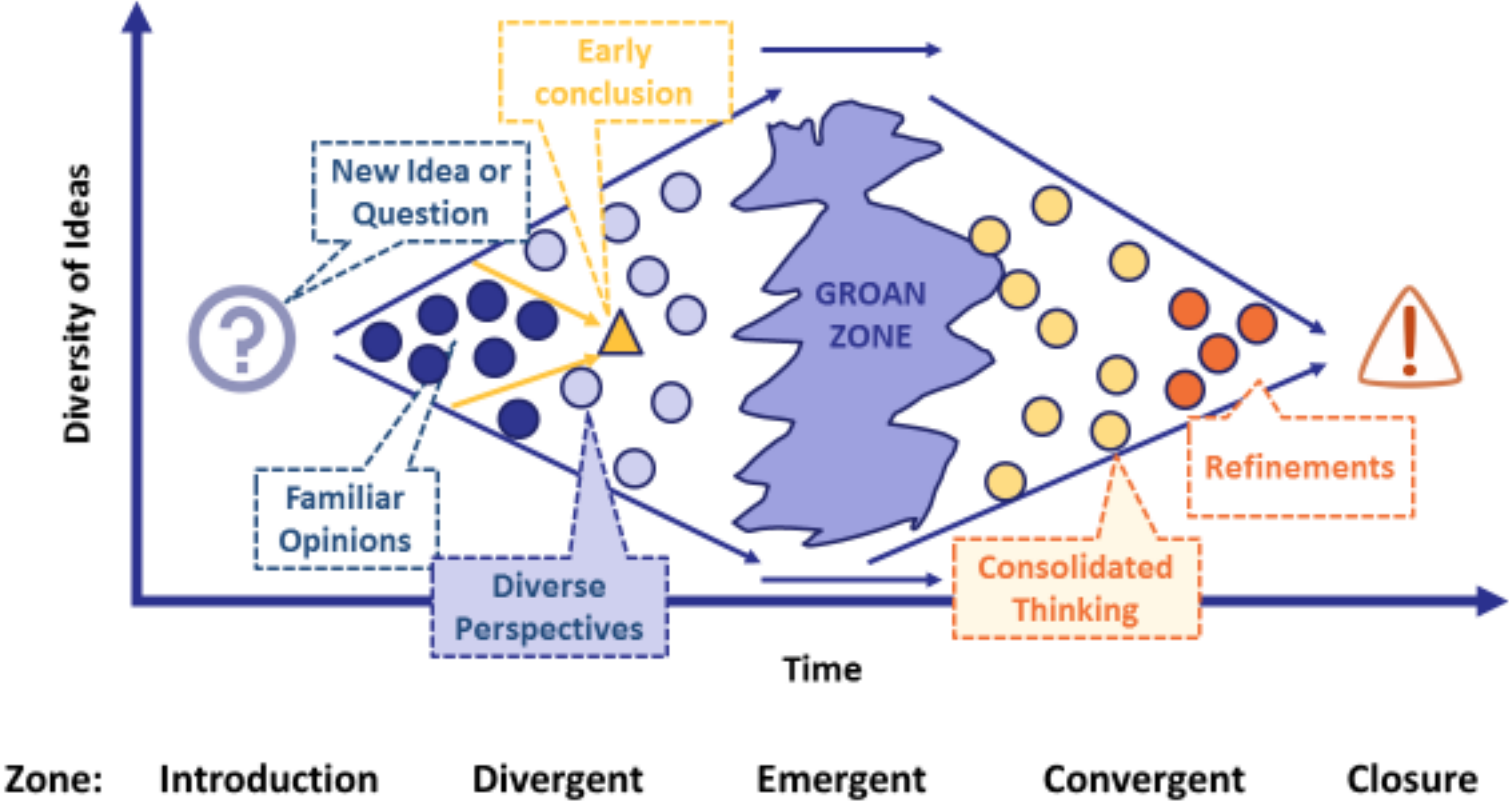 Early
conclusion
New Idea or
Question
?
Diversity of Ideas
GROAN
ZONE
!
Familiar
Opinions
Refinements
Diverse
Perspectives
Consolidated
Thinking
Time
Zone: Introduction Divergent Emergent Convergent Closure